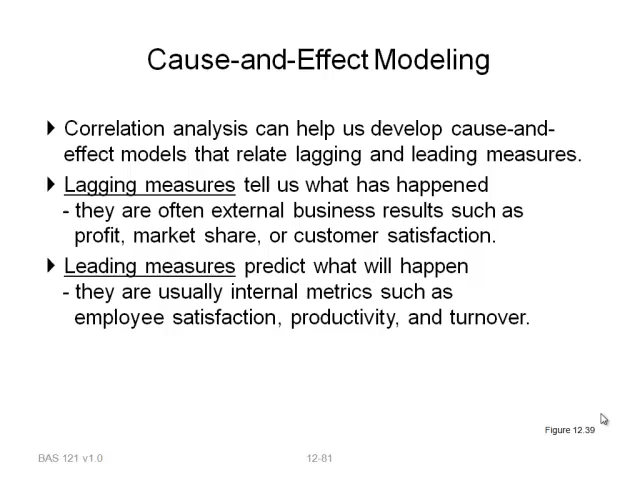 Cause-and-Effect Modeling
Correlation analysis can help us develop cause-and-
effect models that relate lagging and leading measures.
Lagging measures tell us what has happened
- they are often external business results such as
profit, market share, or customer satisfaction.
Leading measures predict what will happen
- they are usually internal metrics such as
employee satisfaction, productivity, and turnover.
Figure 12.39
BAS 121 v1.0 12-81